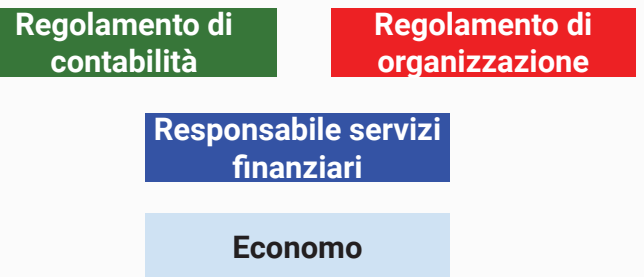 Regolamento di
contabilità
Regolamento di
organizzazione
Responsabile servizi
finanziari
Economo